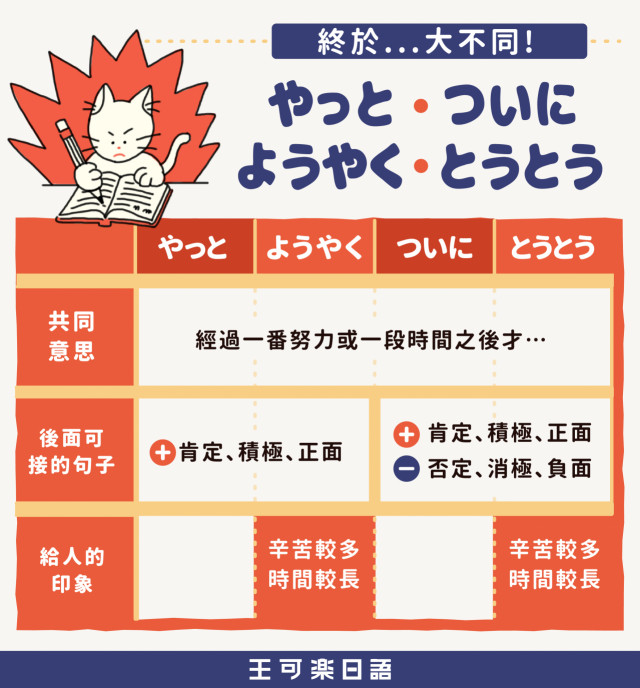 終於...大不同!
やっと・ついに
ようやく・とうとう
やっと ようやく ついに とうとう
共同
意思
經過一番努力或一段時間之後才…
後面可
接的句子
+肯定、積極、正面
+ 肯定、積極、正面
− 否定、消極、負面
給人的
印象
辛苦較多
時間較長
辛苦較多
時間較長
王可楽日語